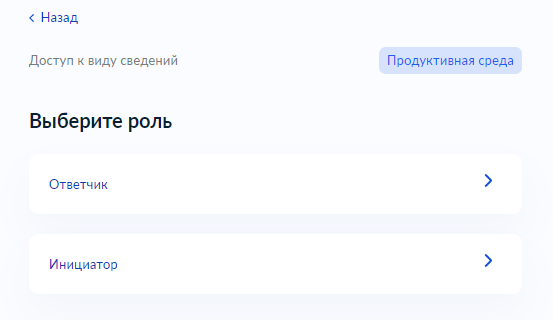 Назад
Доступ к виду сведений
Продуктивная среда
Выберите роль
Ответчик
Инициатор